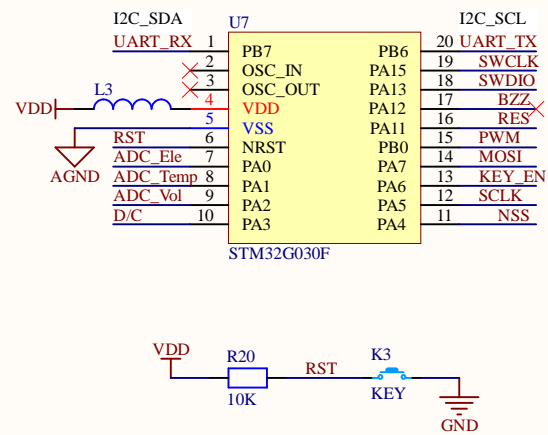 I2C_SDA U7 I2C_SCL
UART_RX 1 PB7 PB6 20 UART_TX
2 OSC_IN PA15 19 SWCLK
3 OSC_OUT PA13 18 SWDIO
L3
VDD 4 VDD PA12 17 BZZ
5 VSS PA11 16 RES
RST 6 NRST PB0 15 PWM
ADC_Ele 7 PA0 PA7 14 MOSI
AGND ADC_Temp 8 PA1 PA6 13 KEY_EN
ADC_Vol 9 PA2 PA5 12 SCLK
D/C 10 PA3 PA4 11 NSS
STM32G030F
VDD R20 K3
RST
10K KEY
GND